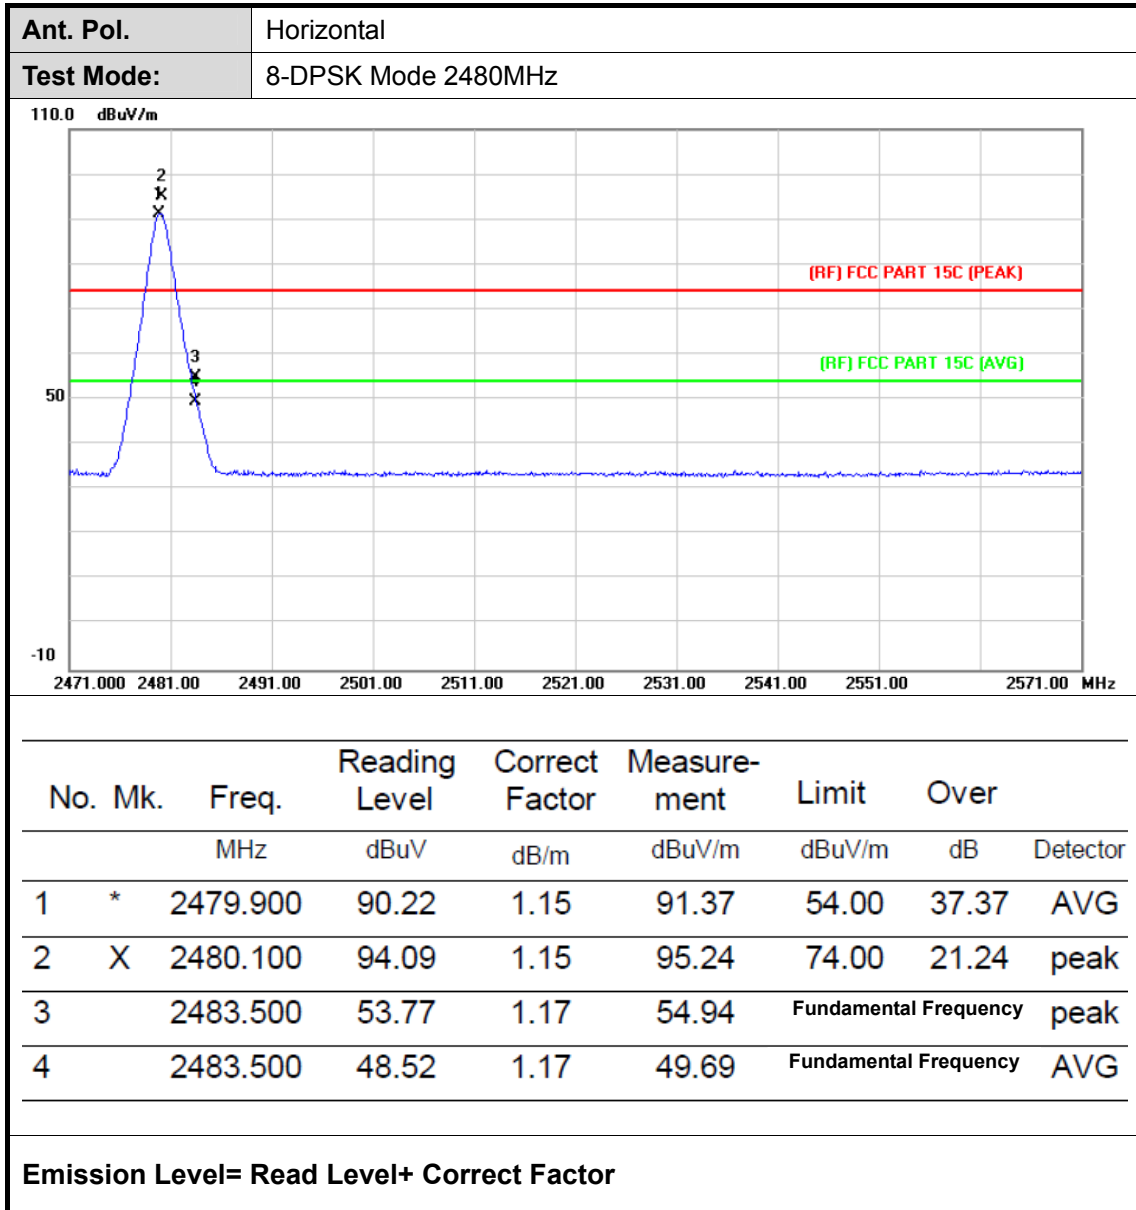 Ant. Pol. Horizontal
Test Mode: 8-DPSK Mode 2480MHz
110.0 dBuV/m
2
1
(RF) FCC PART 15C (PEAK)
3
(RF) FCC PART 15C (AVG)
50
-10
2471.000 2481.00 2491.00 2501.00 2511.00 2521.00 2531.00 2541.00 2551.00 2571.00 MHz
No. Mk. Freq. Reading Level Correct Factor Measure-ment Limit Over
MHz dBuV dB/m dBuV/m dBuV/m dB Detector
1 * 2479.900 90.22 1.15 91.37 54.00 37.37 AVG
2 X 2480.100 94.09 1.15 95.24 74.00 21.24 peak
3 2483.500 53.77 1.17 54.94 Fundamental Frequency peak
4 2483.500 48.52 1.17 49.69 Fundamental Frequency AVG
Emission Level= Read Level+ Correct Factor